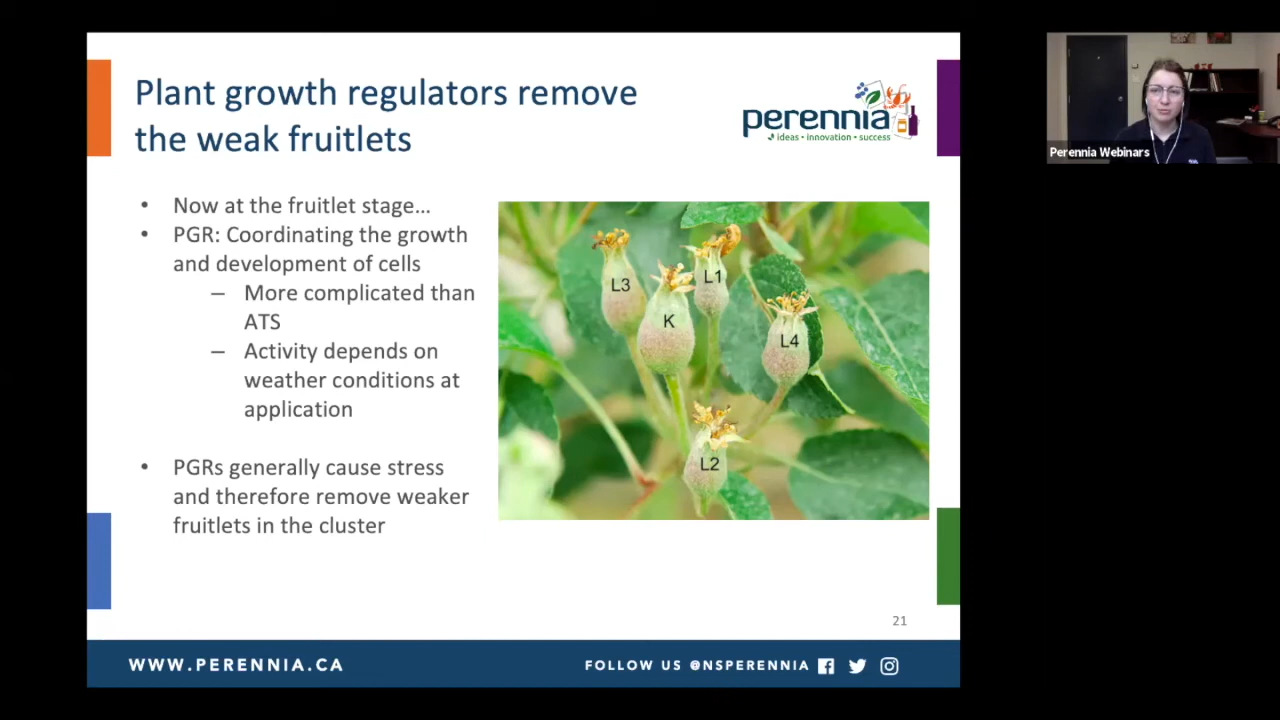 Plant growth regulators remove
the weak fruitlets
perennia
ideas • innovation • success
Perennia Webinars
• Now at the fruitlet stage…
• PGR: Coordinating the growth
and development of cells
– More complicated than
ATS
– Activity depends on
weather conditions at
application
• PGRs generally cause stress
and therefore remove weaker
fruitlets in the cluster
L3
L1
K
L4
L2
21
WWW.PERENNIA.CA
FOLLOW US @NSPERENNIA